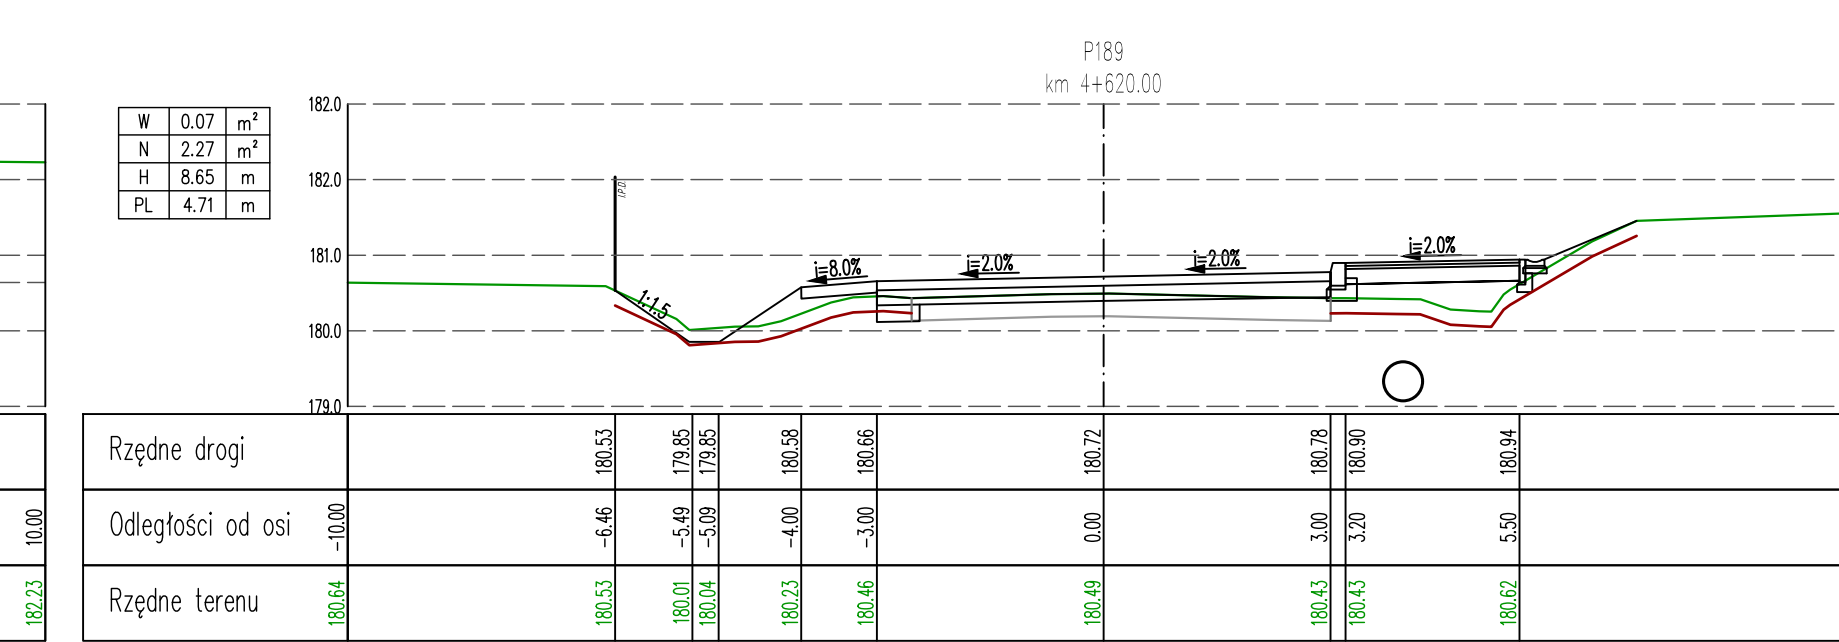 P189
km 4+620.00
W 0.07 m²
N 2.27 m²
H 8.65 m
PL 4.71 m
182.0
182.0
181.0
180.0
179.0
I.P.D.
1:1.5
i=8.0%
i=2.0%
i=2.0%
i=2.0%
Rzędne drogi 180.53 179.85 179.85 180.58 180.66 180.72 180.78 180.90 180.94
10.00 Odległości od osi -10.00 -6.46 -5.49 -5.09 -4.00 -3.00 0.00 3.00 3.20 5.50
182.23 Rzędne terenu 180.64 180.53 180.01 180.04 180.23 180.46 180.49 180.43 180.43 180.62